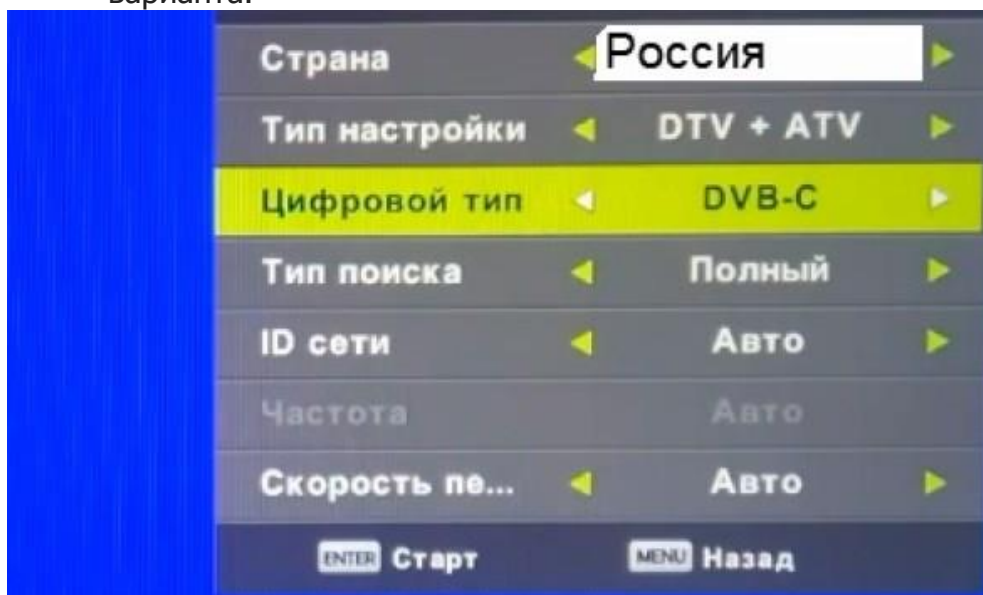 варианта:
Страна Россия
Тип настройки DTV + ATV
Цифровой тип DVB-C
Тип поиска Полный
ID сети Авто
Частота Авто
Скорость пе... Авто
ENTER Старт MENU Назад